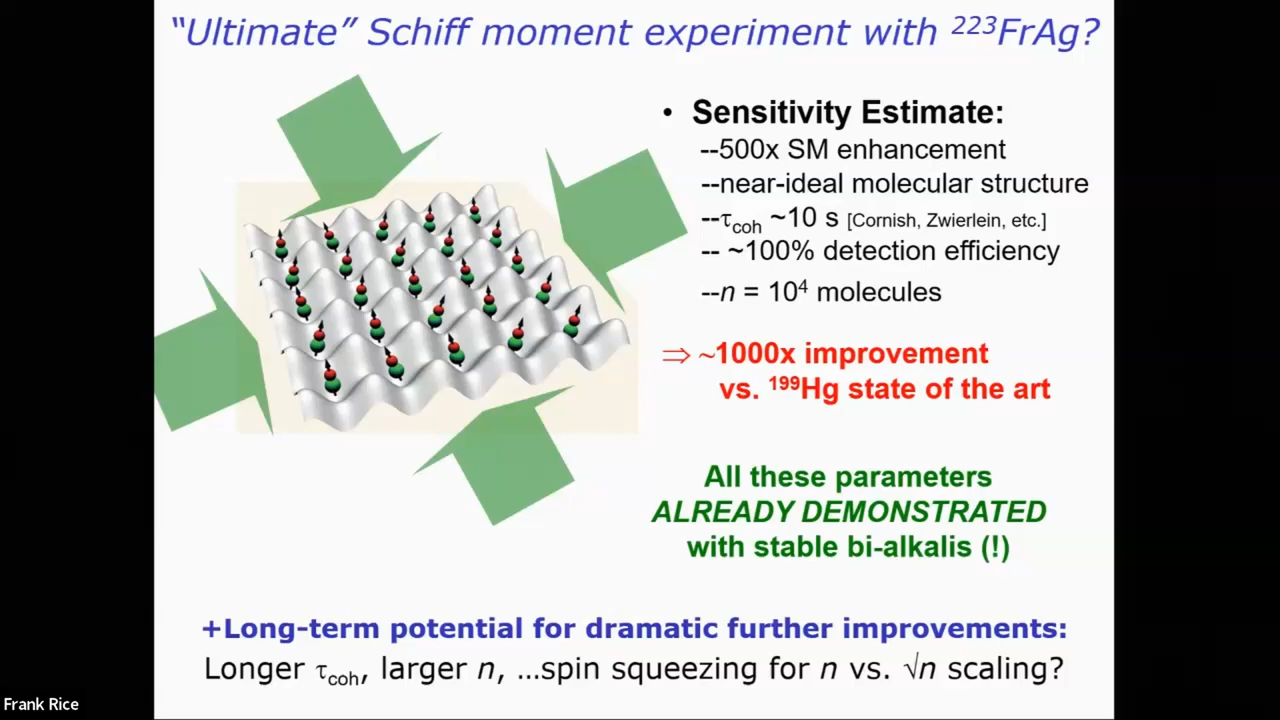 “Ultimate” Schiff moment experiment with ²²³FrAg?
• Sensitivity Estimate:
--500x SM enhancement
--near-ideal molecular structure
--τcoh ~10 s [Cornish, Zwierlein, etc.]
-- ~100% detection efficiency
--n = 10⁴ molecules
⇒ ~1000x improvement
vs. ¹⁹⁹Hg state of the art
All these parameters
ALREADY DEMONSTRATED
with stable bi-alkalis (!)
+Long-term potential for dramatic further improvements:
Longer τcoh, larger n, …spin squeezing for n vs. √n scaling?
Frank Rice